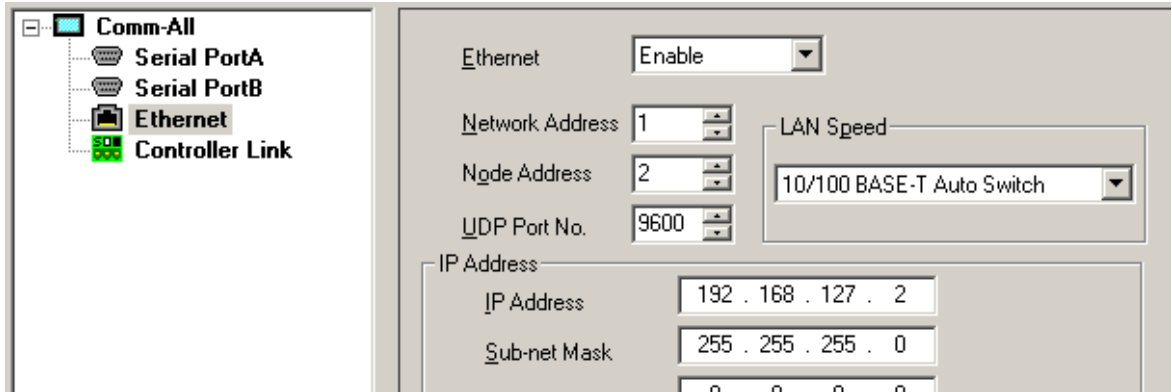 Comm-All
Serial PortA
Serial PortB
Ethernet
Controller Link
Ethernet Enable
Network Address 1
Node Address 2
UDP Port No. 9600
LAN Speed
10/100 BASE-T Auto Switch
IP Address
IP Address 192 . 168 . 127 . 2
Sub-net Mask 255 . 255 . 255 . 0